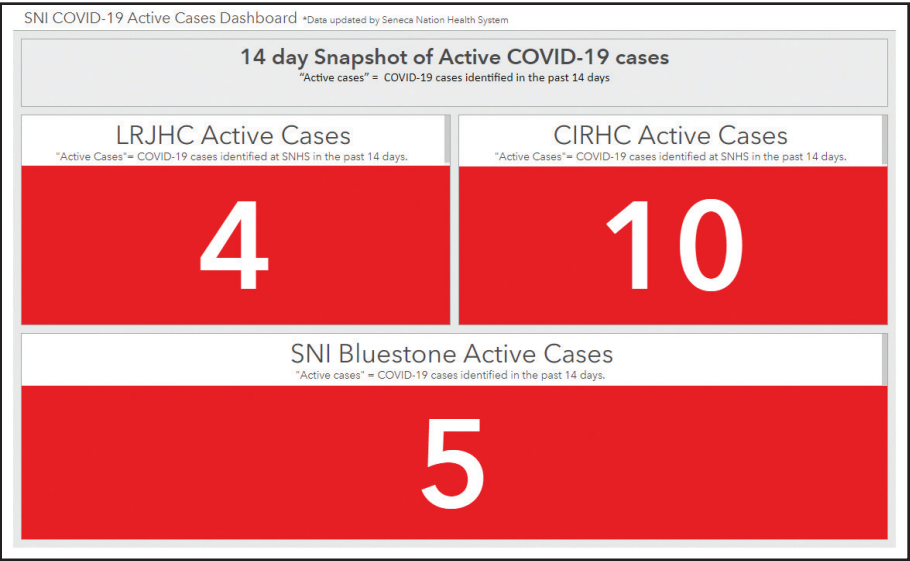 SNI COVID-19 Active Cases Dashboard *Data updated by Seneca Nation Health System
14 day Snapshot of Active COVID-19 cases
“Active cases” = COVID-19 cases identified in the past 14 days
LRJHC Active Cases
"Active Cases"= COVID-19 cases identified at SNHS in the past 14 days.
4
CIRHC Active Cases
"Active Cases"= COVID-19 cases identified at SNHS in the past 14 days.
10
SNI Bluestone Active Cases
"Active cases" = COVID-19 cases identified in the past 14 days.
5